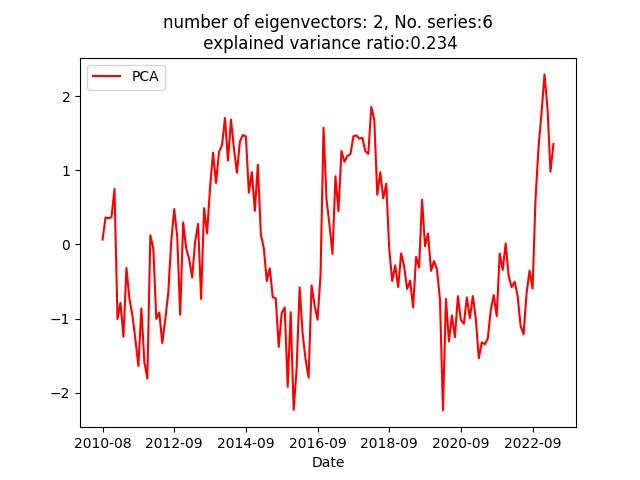 number of eigenvectors: 2, No. series:6
explained variance ratio:0.234
PCA
2
1
0
−1
−2
2010-08 2012-09 2014-09 2016-09 2018-09 2020-09 2022-09
Date